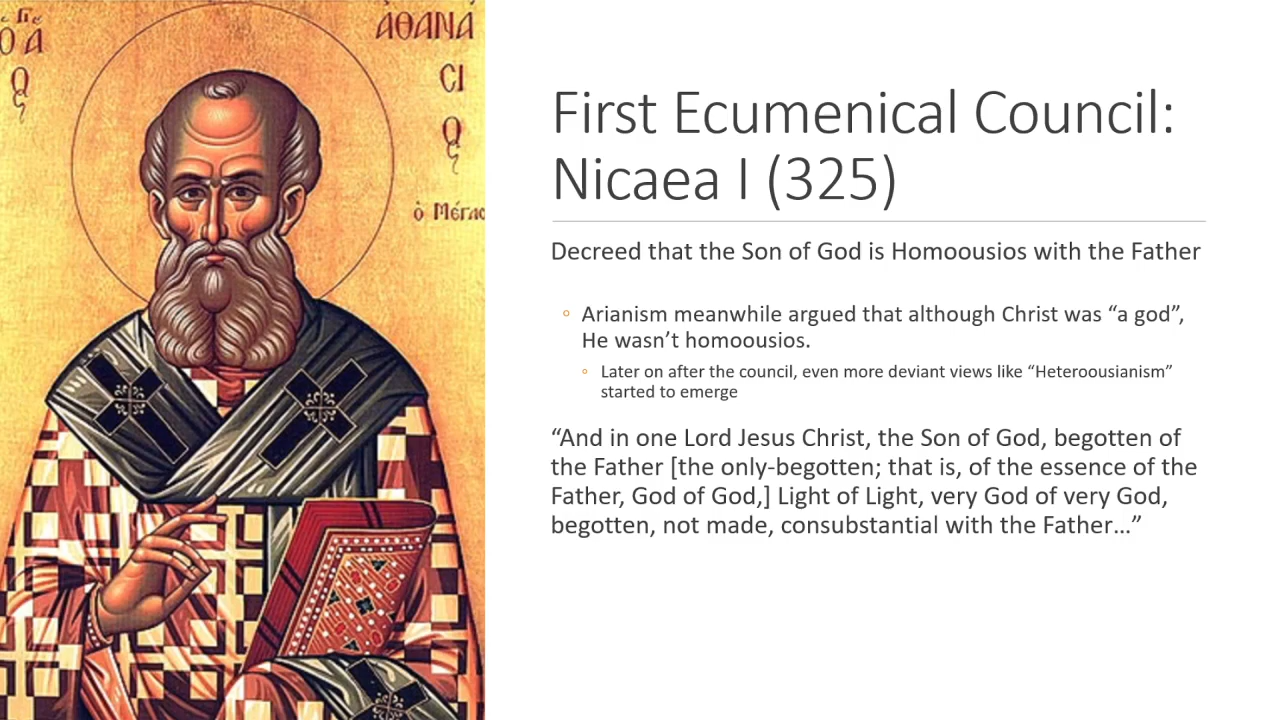 ὁ ἅγιος
ἈΘΑΝΆ
СΙ
Ο
ς
ὁ Μέγας
First Ecumenical Council:
Nicaea I (325)
Decreed that the Son of God is Homoousios with the Father
◦ Arianism meanwhile argued that although Christ was “a god”,
He wasn’t homoousios.
◦ Later on after the council, even more deviant views like “Heteroousianism”
started to emerge
“And in one Lord Jesus Christ, the Son of God, begotten of
the Father [the only-begotten; that is, of the essence of the
Father, God of God,] Light of Light, very God of very God,
begotten, not made, consubstantial with the Father…”